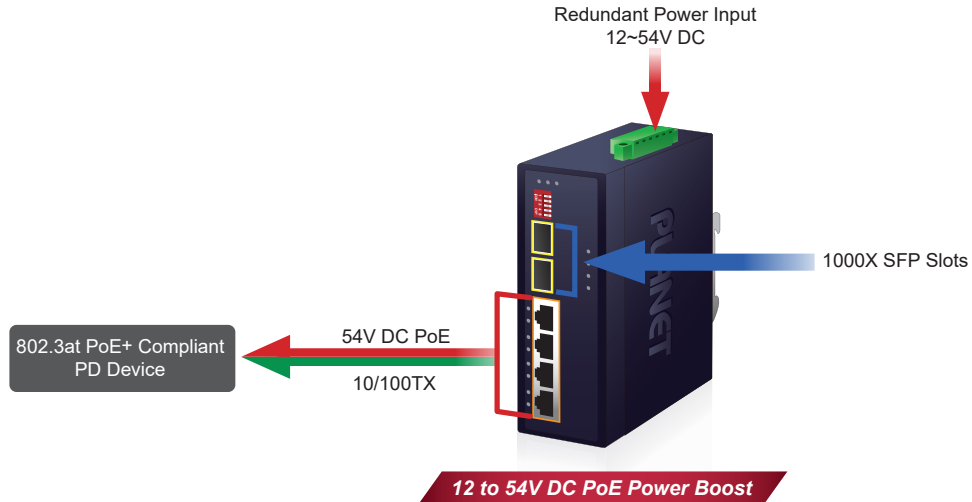 Redundant Power Input
12~54V DC
PLANET
1000X SFP Slots
802.3at PoE+ Compliant
PD Device
54V DC PoE
10/100TX
12 to 54V DC PoE Power Boost